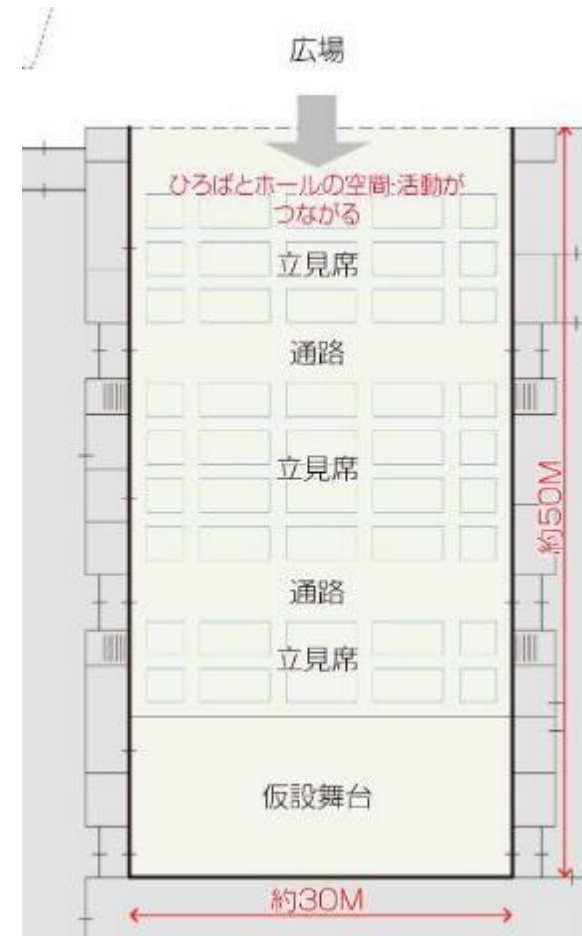 広場
ひろばとホールの空間・活動が
つながる
立見席
通路
立見席
約50M
通路
立見席
仮設舞台
約30M